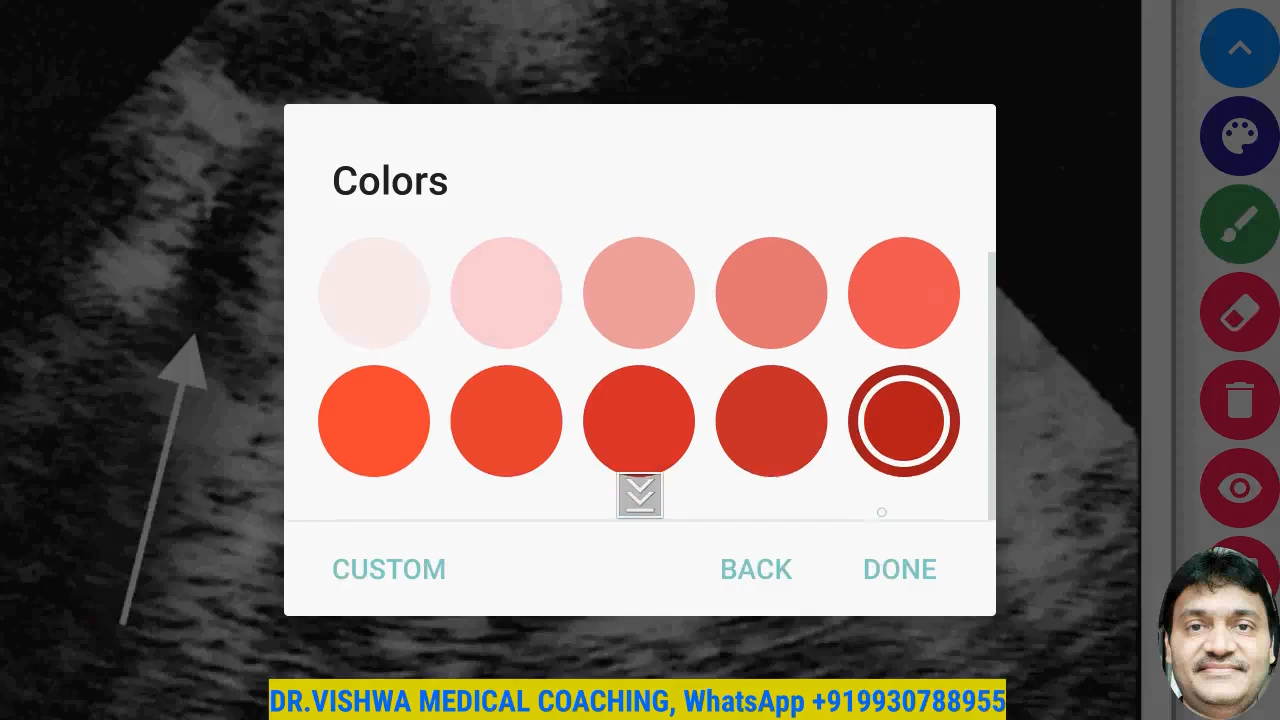 Colors
CUSTOM
BACK
DONE
DR.VISHWA MEDICAL COACHING, WhatsApp +919930788955